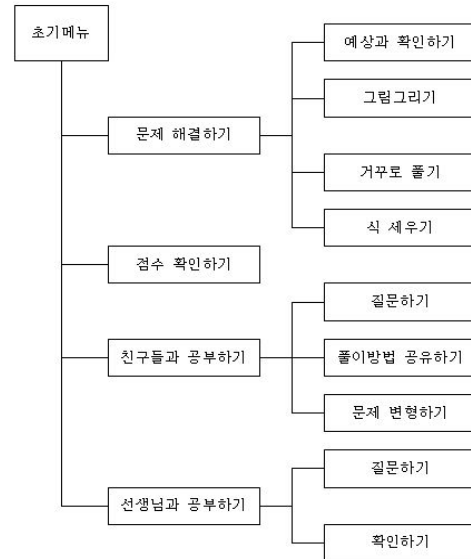 초기메뉴
문제 해결하기
예상과 확인하기
그림그리기
거꾸로 풀기
식 세우기
점수 확인하기
친구들과 공부하기
질문하기
풀이방법 공유하기
문제 변형하기
선생님과 공부하기
질문하기
확인하기